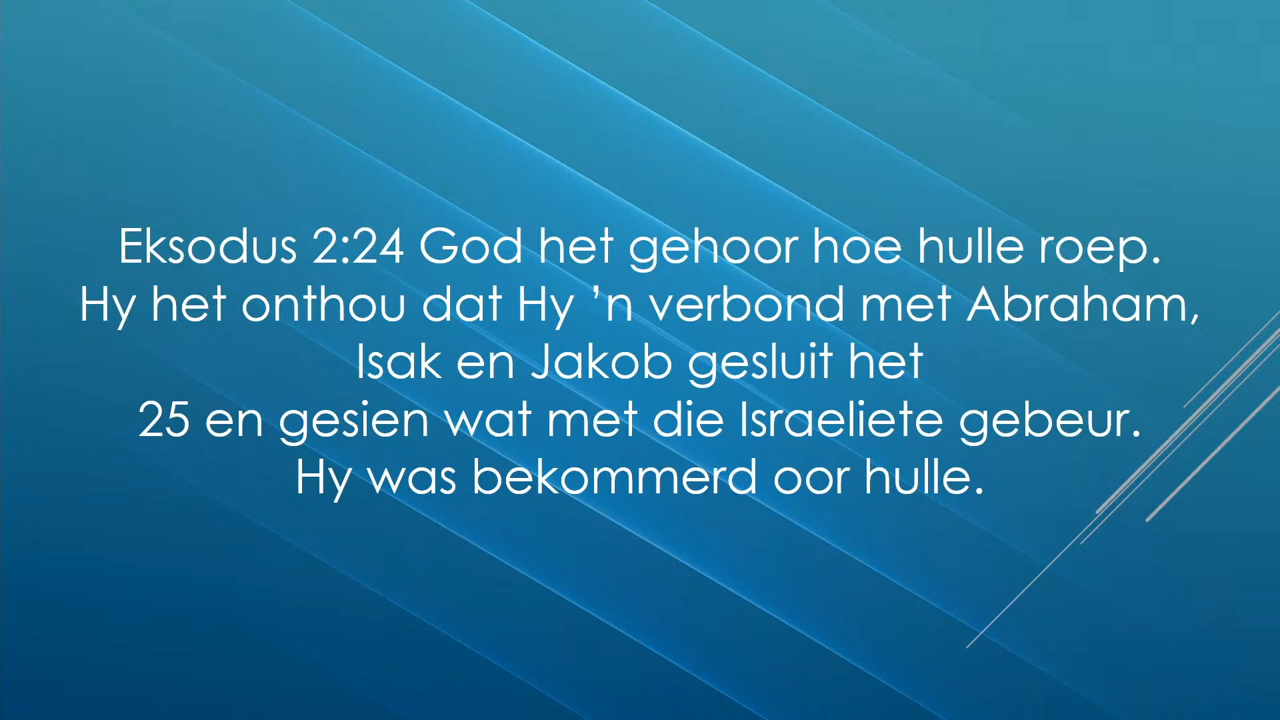 Eksodus 2:24 God het gehoor hoe hulle roep.
Hy het onthou dat Hy ’n verbond met Abraham,
Isak en Jakob gesluit het
25 en gesien wat met die Israeliete gebeur.
Hy was bekommerd oor hulle.